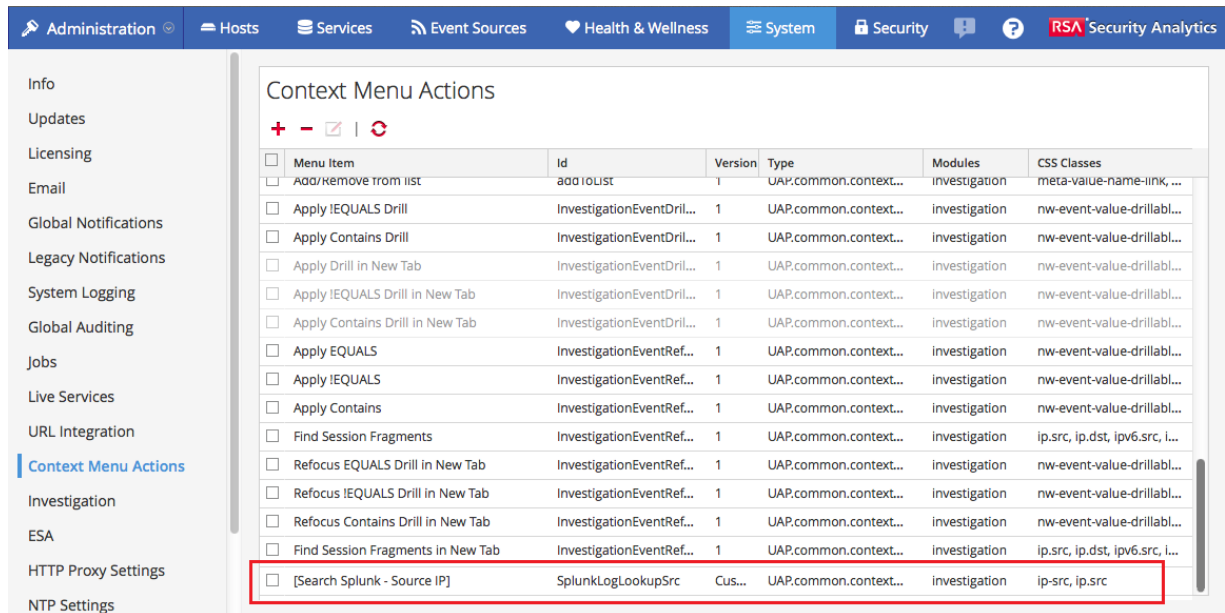 Administration Hosts Services Event Sources Health & Wellness System Security ? RSA Security Analytics
Info
Updates
Licensing
Email
Global Notifications
Legacy Notifications
System Logging
Global Auditing
Jobs
Live Services
URL Integration
Context Menu Actions
Investigation
ESA
HTTP Proxy Settings
NTP Settings
Context Menu Actions
Menu Item Id Version Type Modules CSS Classes
Add/Remove from list addToList 1 UAP.common.context... investigation meta-value-name-link, ...
Apply !EQUALS Drill InvestigationEventDril... 1 UAP.common.context... investigation nw-event-value-drillabl...
Apply Contains Drill InvestigationEventDril... 1 UAP.common.context... investigation nw-event-value-drillabl...
Apply Drill in New Tab InvestigationEventDril... 1 UAP.common.context... investigation nw-event-value-drillabl...
Apply !EQUALS Drill in New Tab InvestigationEventDril... 1 UAP.common.context... investigation nw-event-value-drillabl...
Apply Contains Drill in New Tab InvestigationEventDril... 1 UAP.common.context... investigation nw-event-value-drillabl...
Apply EQUALS InvestigationEventRef... 1 UAP.common.context... investigation nw-event-value-drillabl...
Apply !EQUALS InvestigationEventRef... 1 UAP.common.context... investigation nw-event-value-drillabl...
Apply Contains InvestigationEventRef... 1 UAP.common.context... investigation nw-event-value-drillabl...
Find Session Fragments InvestigationEventRef... 1 UAP.common.context... investigation ip.src, ip.dst, ipv6.src, i...
Refocus EQUALS Drill in New Tab InvestigationEventRef... 1 UAP.common.context... investigation nw-event-value-drillabl...
Refocus !EQUALS Drill in New Tab InvestigationEventRef... 1 UAP.common.context... investigation nw-event-value-drillabl...
Refocus Contains Drill in New Tab InvestigationEventRef... 1 UAP.common.context... investigation nw-event-value-drillabl...
Find Session Fragments in New Tab InvestigationEventRef... 1 UAP.common.context... investigation ip.src, ip.dst, ipv6.src, i...
[Search Splunk - Source IP] SplunkLogLookupSrc Cus... UAP.common.context... investigation ip-src, ip.src